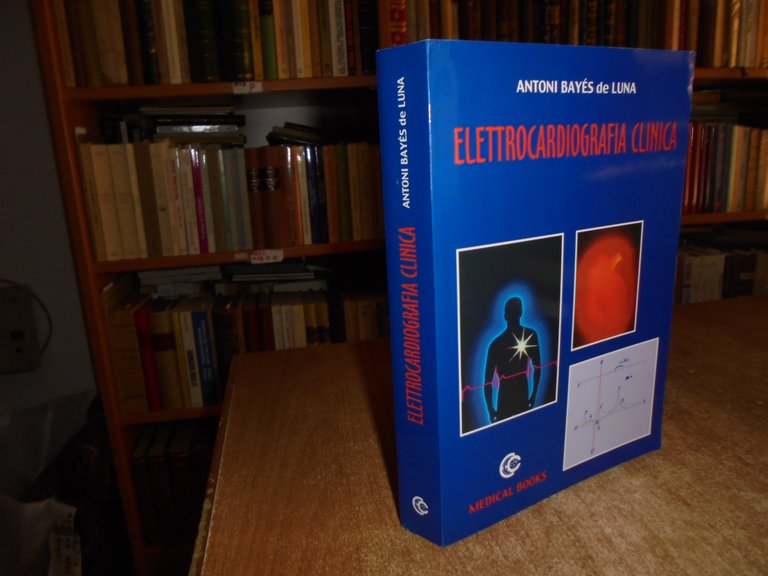 ANTONI BAYÉS de LUNA
ELETTROCARDIOGRAFIA CLINICA
MEDICAL BOOKS
ANTONI BAYÉS de LUNA
ELETTROCARDIOGRAFIA CLINICA